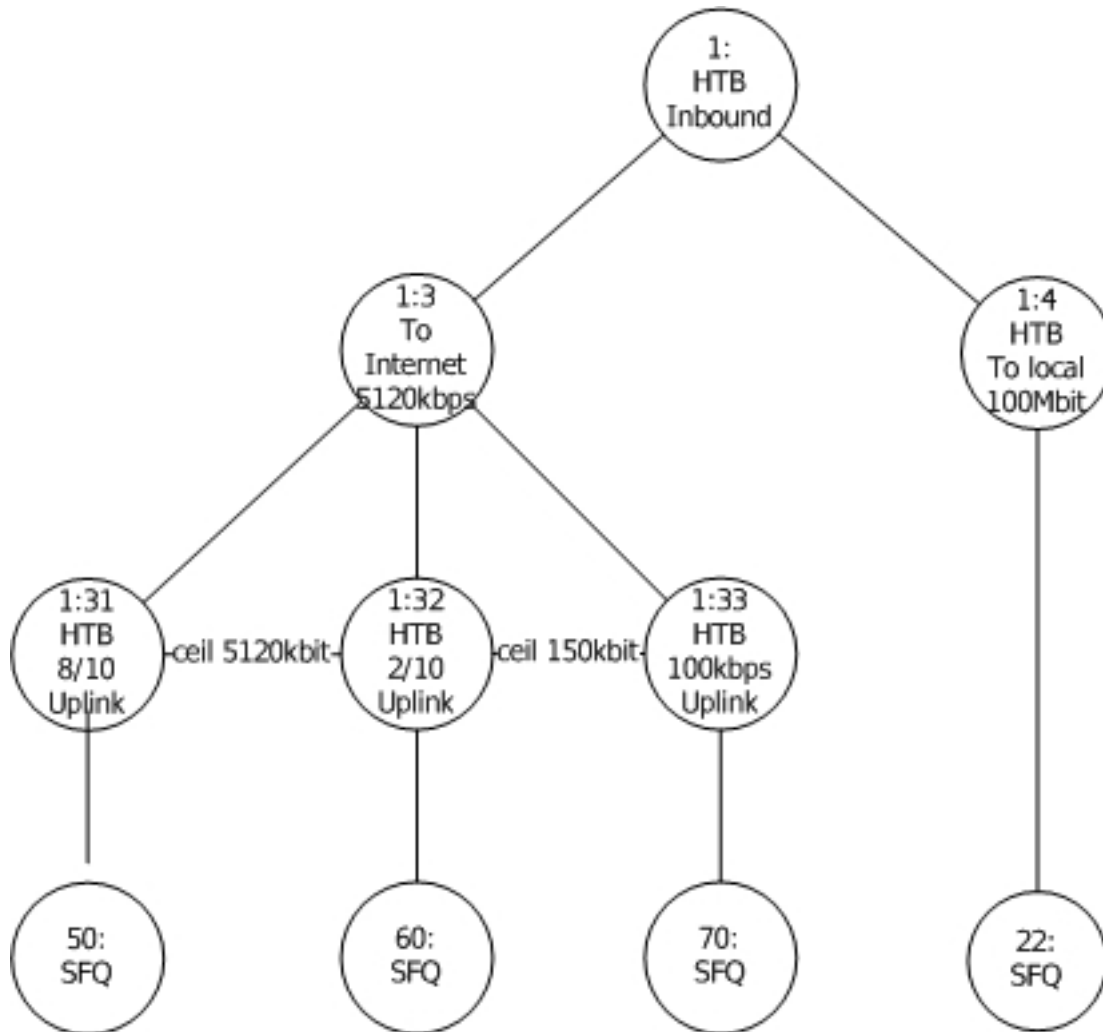 1:
HTB
Inbound
1:3
To
Internet
5120kbps
1:4
HTB
To local
100Mbit
1:31
HTB
8/10
Uplink
ceil 5120kbit
1:32
HTB
2/10
Uplink
ceil 150kbit
1:33
HTB
100kbps
Uplink
50:
SFQ
60:
SFQ
70:
SFQ
22:
SFQ